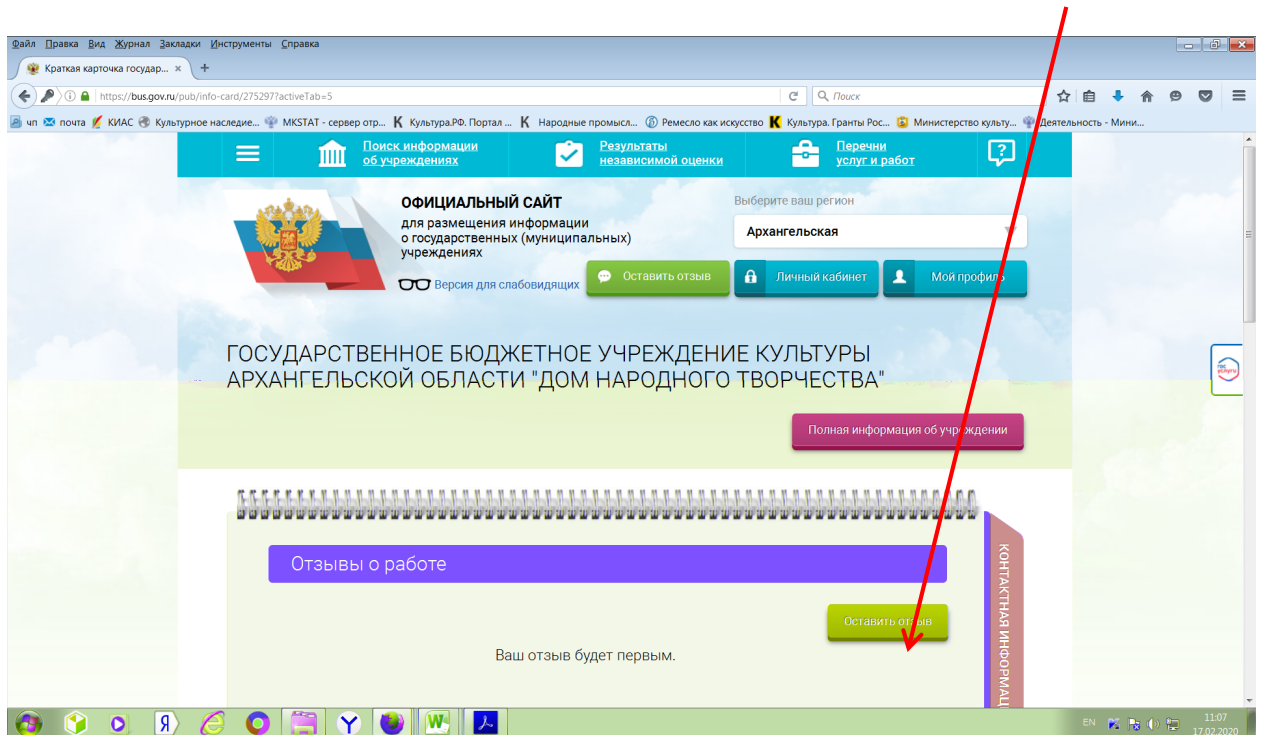 Файл Правка Вид Журнал Закладки Инструменты Справка
Краткая карточка государ... × +
https://bus.gov.ru/pub/info-card/275297?activeTab=5
Поиск
чп почта КИАС Культурное наследие... MKSTAT - сервер отр... Культура.РФ. Портал ... Народные промысл... Ремесло как искусство Культура. Гранты Рос... Министерство культу... Деятельность - Мини...
Поиск информации
об учреждениях
Результаты
независимой оценки
Перечни
услуг и работ
ОФИЦИАЛЬНЫЙ САЙТ
для размещения информации
о государственных (муниципальных)
учреждениях
Версия для слабовидящих
Выберите ваш регион
Архангельская
Оставить отзыв
Личный кабинет
Мой профиль
ГОСУДАРСТВЕННОЕ БЮДЖЕТНОЕ УЧРЕЖДЕНИЕ КУЛЬТУРЫ
АРХАНГЕЛЬСКОЙ ОБЛАСТИ "ДОМ НАРОДНОГО ТВОРЧЕСТВА"
гос
услуги
Полная информация об учреждении
Отзывы о работе
Оставить отзыв
Ваш отзыв будет первым.
КОНТАКТНАЯ ИНФОРМАЦ
EN
11:07
17.02.2020